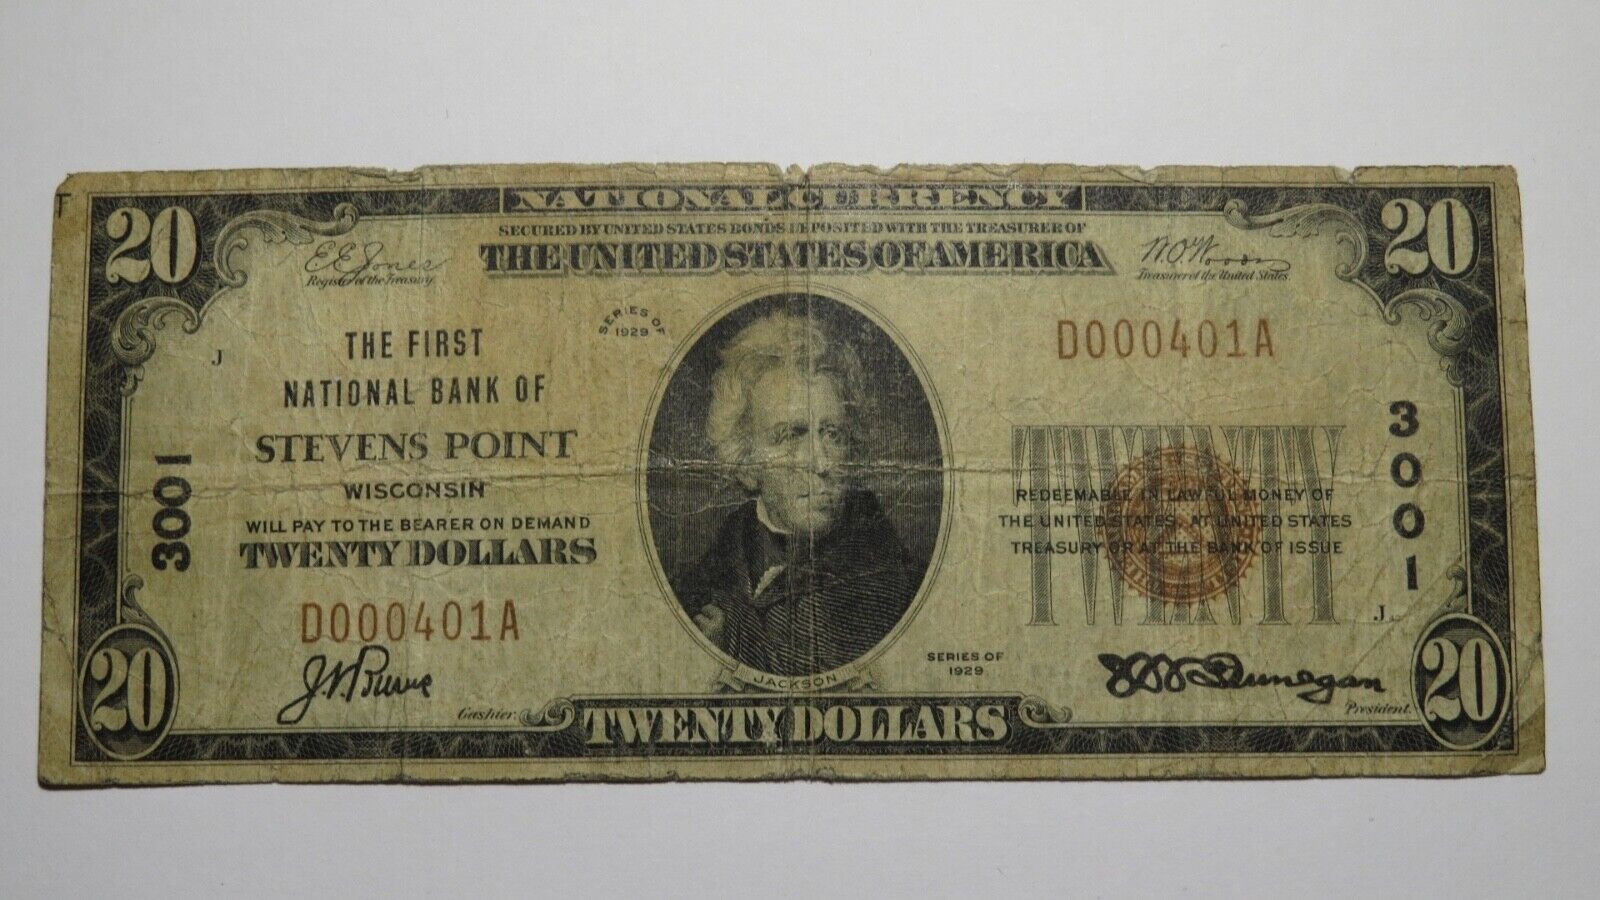 NATIONAL CURRENCY
SECURED BY UNITED STATES BONDS DEPOSITED WITH THE TREASURER OF
THE UNITED STATES OF AMERICA
20
20
E E Jones
Register of the Treasury.
W. O. Woods
Treasurer of the United States.
SERIES OF
1929
J
THE FIRST
NATIONAL BANK OF
STEVENS POINT
WISCONSIN
WILL PAY TO THE BEARER ON DEMAND
TWENTY DOLLARS
D000401A
D000401A
3001
3001
TWENTY
REDEEMABLE IN LAWFUL MONEY OF
THE UNITED STATES, AT UNITED STATES
TREASURY OR AT THE BANK OF ISSUE
J
SERIES OF
1929
JACKSON
Cashier.
President.
20
TWENTY DOLLARS
20